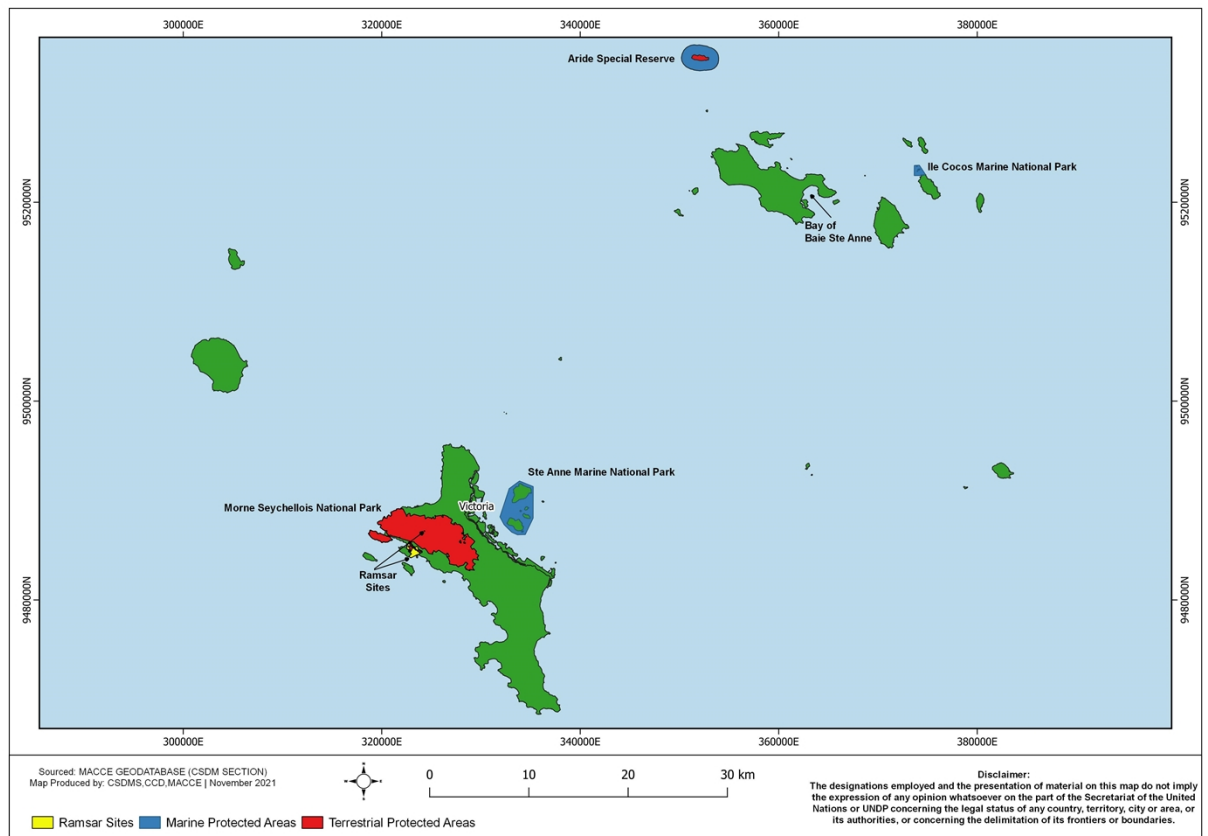 300000E
320000E
340000E
360000E
380000E
Aride Special Reserve
Ile Cocos Marine National Park
9520000N
9520000N
Bay of
Baie Ste Anne
9500000N
9500000N
Ste Anne Marine National Park
Victoria
Morne Seychellois National Park
Ramsar
Sites
9480000N
9480000N
300000E
320000E
340000E
360000E
380000E
Sourced: MACCE GEODATABASE (CSDM SECTION)
Map Produced by: CSDMS,CCD,MACCE | November 2021
0
10
20
30 km
Disclaimer:
The designations employed and the presentation of material on this map do not imply
the expression of any opinion whatsoever on the part of the Secretariat of the United
Nations or UNDP concerning the legal status of any country, territory, city or area, or
its authorities, or concerning the delimitation of its frontiers or boundaries.
Ramsar Sites
Marine Protected Areas
Terrestrial Protected Areas